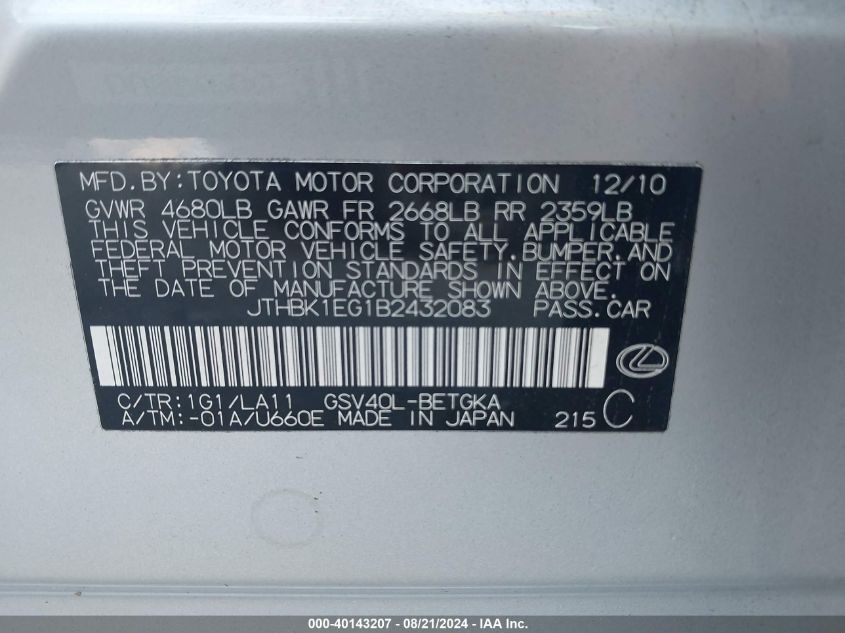 MFD.BY:TOYOTA MOTOR CORPORATION 12/10
GVWR 4680LB GAWR FR 2668LB RR 2359LB
THIS VEHICLE CONFORMS TO ALL APPLICABLE
FEDERAL MOTOR VEHICLE SAFETY,BUMPER,AND
THEFT PREVENTION STANDARDS IN EFFECT ON
THE DATE OF MANUFACTURE SHOWN ABOVE.
JTHBK1EG1B2432083 PASS.CAR
C/TR:1G1/LA11 GSV40L-BETGKA
A/TM:-01A/U660E MADE IN JAPAN 215 C
000-40143207 - 08/21/2024 - IAA Inc.